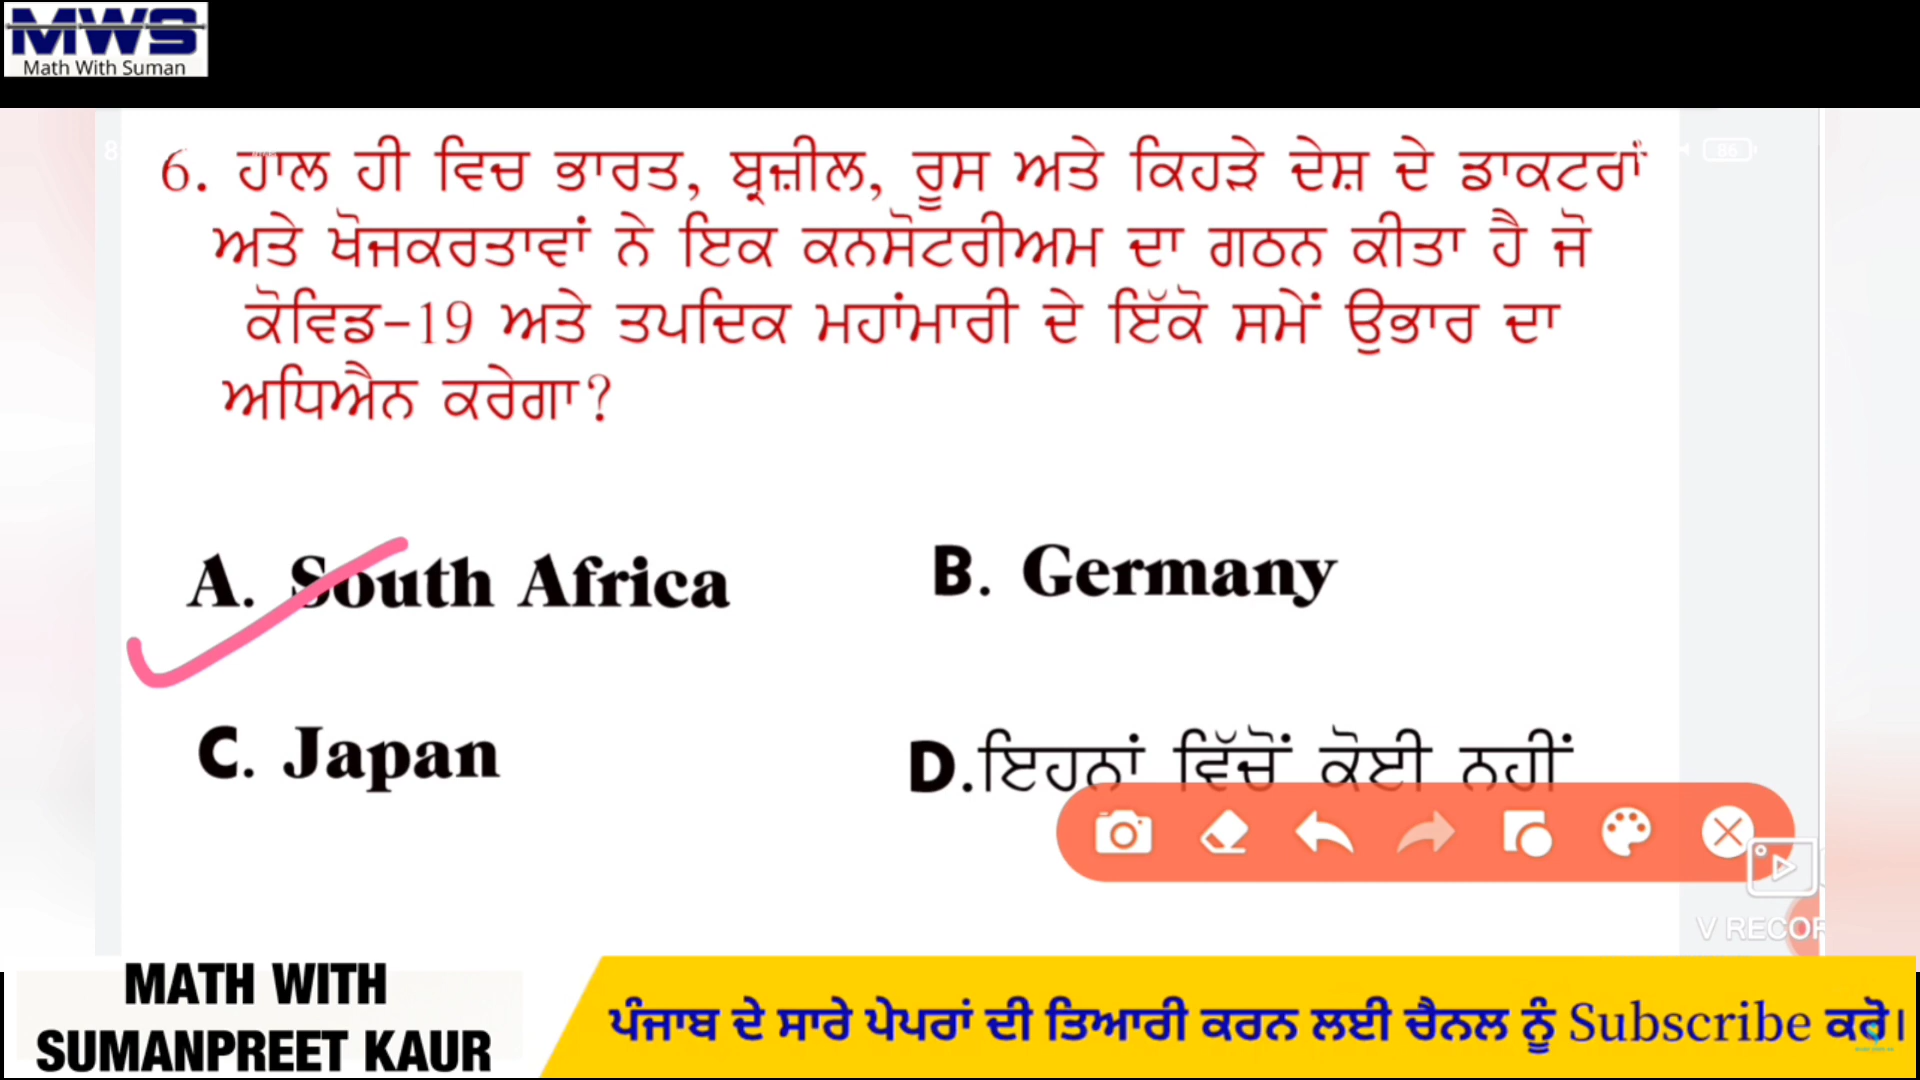 MWS
Math With Suman
86
6. ਹਾਲ ਹੀ ਵਿਚ ਭਾਰਤ, ਬ੍ਰਜ਼ੀਲ, ਰੂਸ ਅਤੇ ਕਿਹੜੇ ਦੇਸ਼ ਦੇ ਡਾਕਟਰਾਂ
ਅਤੇ ਖੋਜਕਰਤਾਵਾਂ ਨੇ ਇਕ ਕਨਸੋਟਰੀਅਮ ਦਾ ਗਠਨ ਕੀਤਾ ਹੈ ਜੋ
ਕੋਵਿਡ-19 ਅਤੇ ਤਪਦਿਕ ਮਹਾਂਮਾਰੀ ਦੇ ਇੱਕੋ ਸਮੇਂ ਉਭਾਰ ਦਾ
ਅਧਿਐਨ ਕਰੇਗਾ?
A. South Africa
B. Germany
C. Japan
D.ਇਹਨਾਂ ਵਿੱਚੋਂ ਕੋਈ ਨਹੀਂ
V RECOR
MATH WITH
SUMANPREET KAUR
ਪੰਜਾਬ ਦੇ ਸਾਰੇ ਪੇਪਰਾਂ ਦੀ ਤਿਆਰੀ ਕਰਨ ਲਈ ਚੈਨਲ ਨੂੰ Subscribe ਕਰੋ।